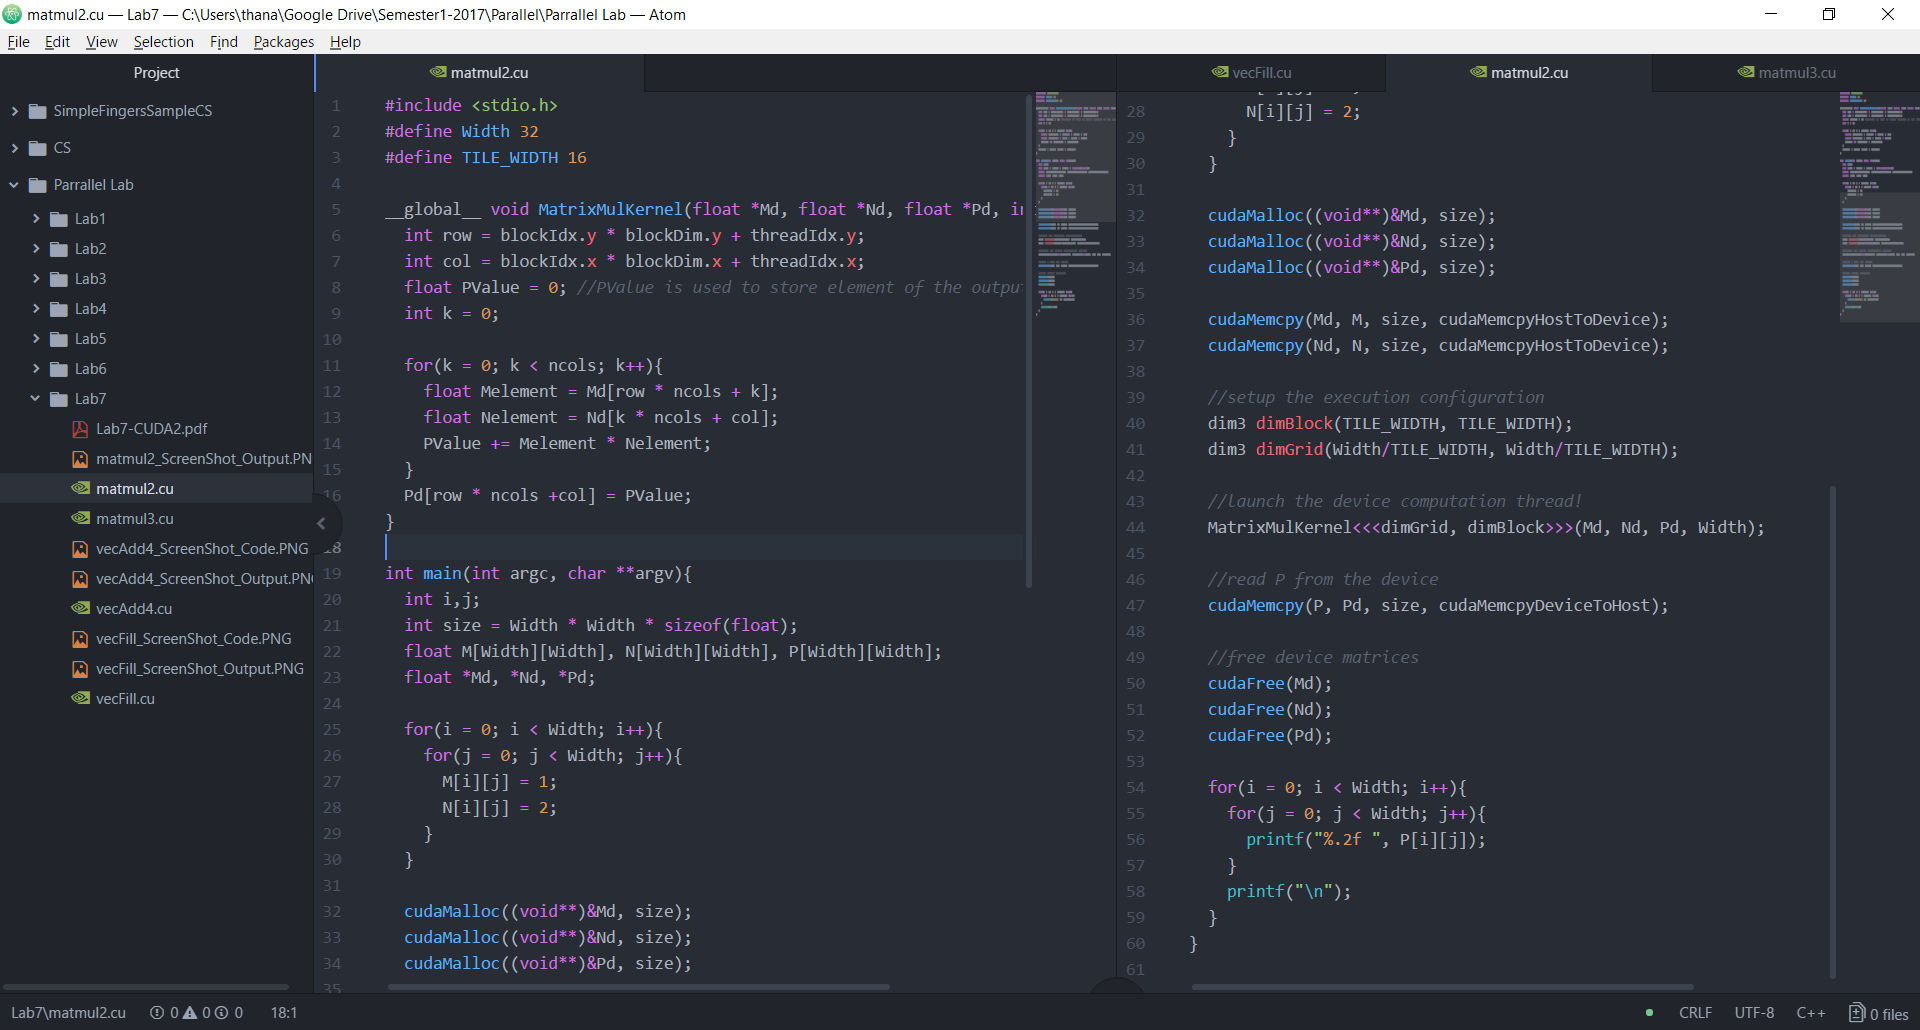 matmul2.cu — Lab7 — C:\Users\thana\Google Drive\Semester1-2017\Parallel\Parrallel Lab — Atom
File Edit View Selection Find Packages Help
Project
SimpleFingersSampleCS
CS
Parrallel Lab
Lab1
Lab2
Lab3
Lab4
Lab5
Lab6
Lab7
Lab7-CUDA2.pdf
matmul2_ScreenShot_Output.PN
matmul2.cu
matmul3.cu
vecAdd4_ScreenShot_Code.PNG
vecAdd4_ScreenShot_Output.PN
vecAdd4.cu
vecFill_ScreenShot_Code.PNG
vecFill_ScreenShot_Output.PNG
vecFill.cu
matmul2.cu
1 #include <stdio.h>
2 #define Width 32
3 #define TILE_WIDTH 16
4
5 __global__ void MatrixMulKernel(float *Md, float *Nd, float *Pd, in
6 int row = blockIdx.y * blockDim.y + threadIdx.y;
7 int col = blockIdx.x * blockDim.x + threadIdx.x;
8 float PValue = 0; //PValue is used to store element of the outpu
9 int k = 0;
10
11 for(k = 0; k < ncols; k++){
12 float Melement = Md[row * ncols + k];
13 float Nelement = Nd[k * ncols + col];
14 PValue += Melement * Nelement;
15 }
16 Pd[row * ncols +col] = PValue;
}
18
19 int main(int argc, char **argv){
20 int i,j;
21 int size = Width * Width * sizeof(float);
22 float M[Width][Width], N[Width][Width], P[Width][Width];
23 float *Md, *Nd, *Pd;
24
25 for(i = 0; i < Width; i++){
26 for(j = 0; j < Width; j++){
27 M[i][j] = 1;
28 N[i][j] = 2;
29 }
30 }
31
32 cudaMalloc((void**)&Md, size);
33 cudaMalloc((void**)&Nd, size);
34 cudaMalloc((void**)&Pd, size);
35
vecFill.cu matmul2.cu matmul3.cu
28 N[i][j] = 2;
29 }
30 }
31
32 cudaMalloc((void**)&Md, size);
33 cudaMalloc((void**)&Nd, size);
34 cudaMalloc((void**)&Pd, size);
35
36 cudaMemcpy(Md, M, size, cudaMemcpyHostToDevice);
37 cudaMemcpy(Nd, N, size, cudaMemcpyHostToDevice);
38
39 //setup the execution configuration
40 dim3 dimBlock(TILE_WIDTH, TILE_WIDTH);
41 dim3 dimGrid(Width/TILE_WIDTH, Width/TILE_WIDTH);
42
43 //launch the device computation thread!
44 MatrixMulKernel<<<dimGrid, dimBlock>>>(Md, Nd, Pd, Width);
45
46 //read P from the device
47 cudaMemcpy(P, Pd, size, cudaMemcpyDeviceToHost);
48
49 //free device matrices
50 cudaFree(Md);
51 cudaFree(Nd);
52 cudaFree(Pd);
53
54 for(i = 0; i < Width; i++){
55 for(j = 0; j < Width; j++){
56 printf("%.2f ", P[i][j]);
57 }
58 printf("\n");
59 }
60 }
61
Lab7\matmul2.cu 0 0 0 18:1 CRLF UTF-8 C++ 0 files